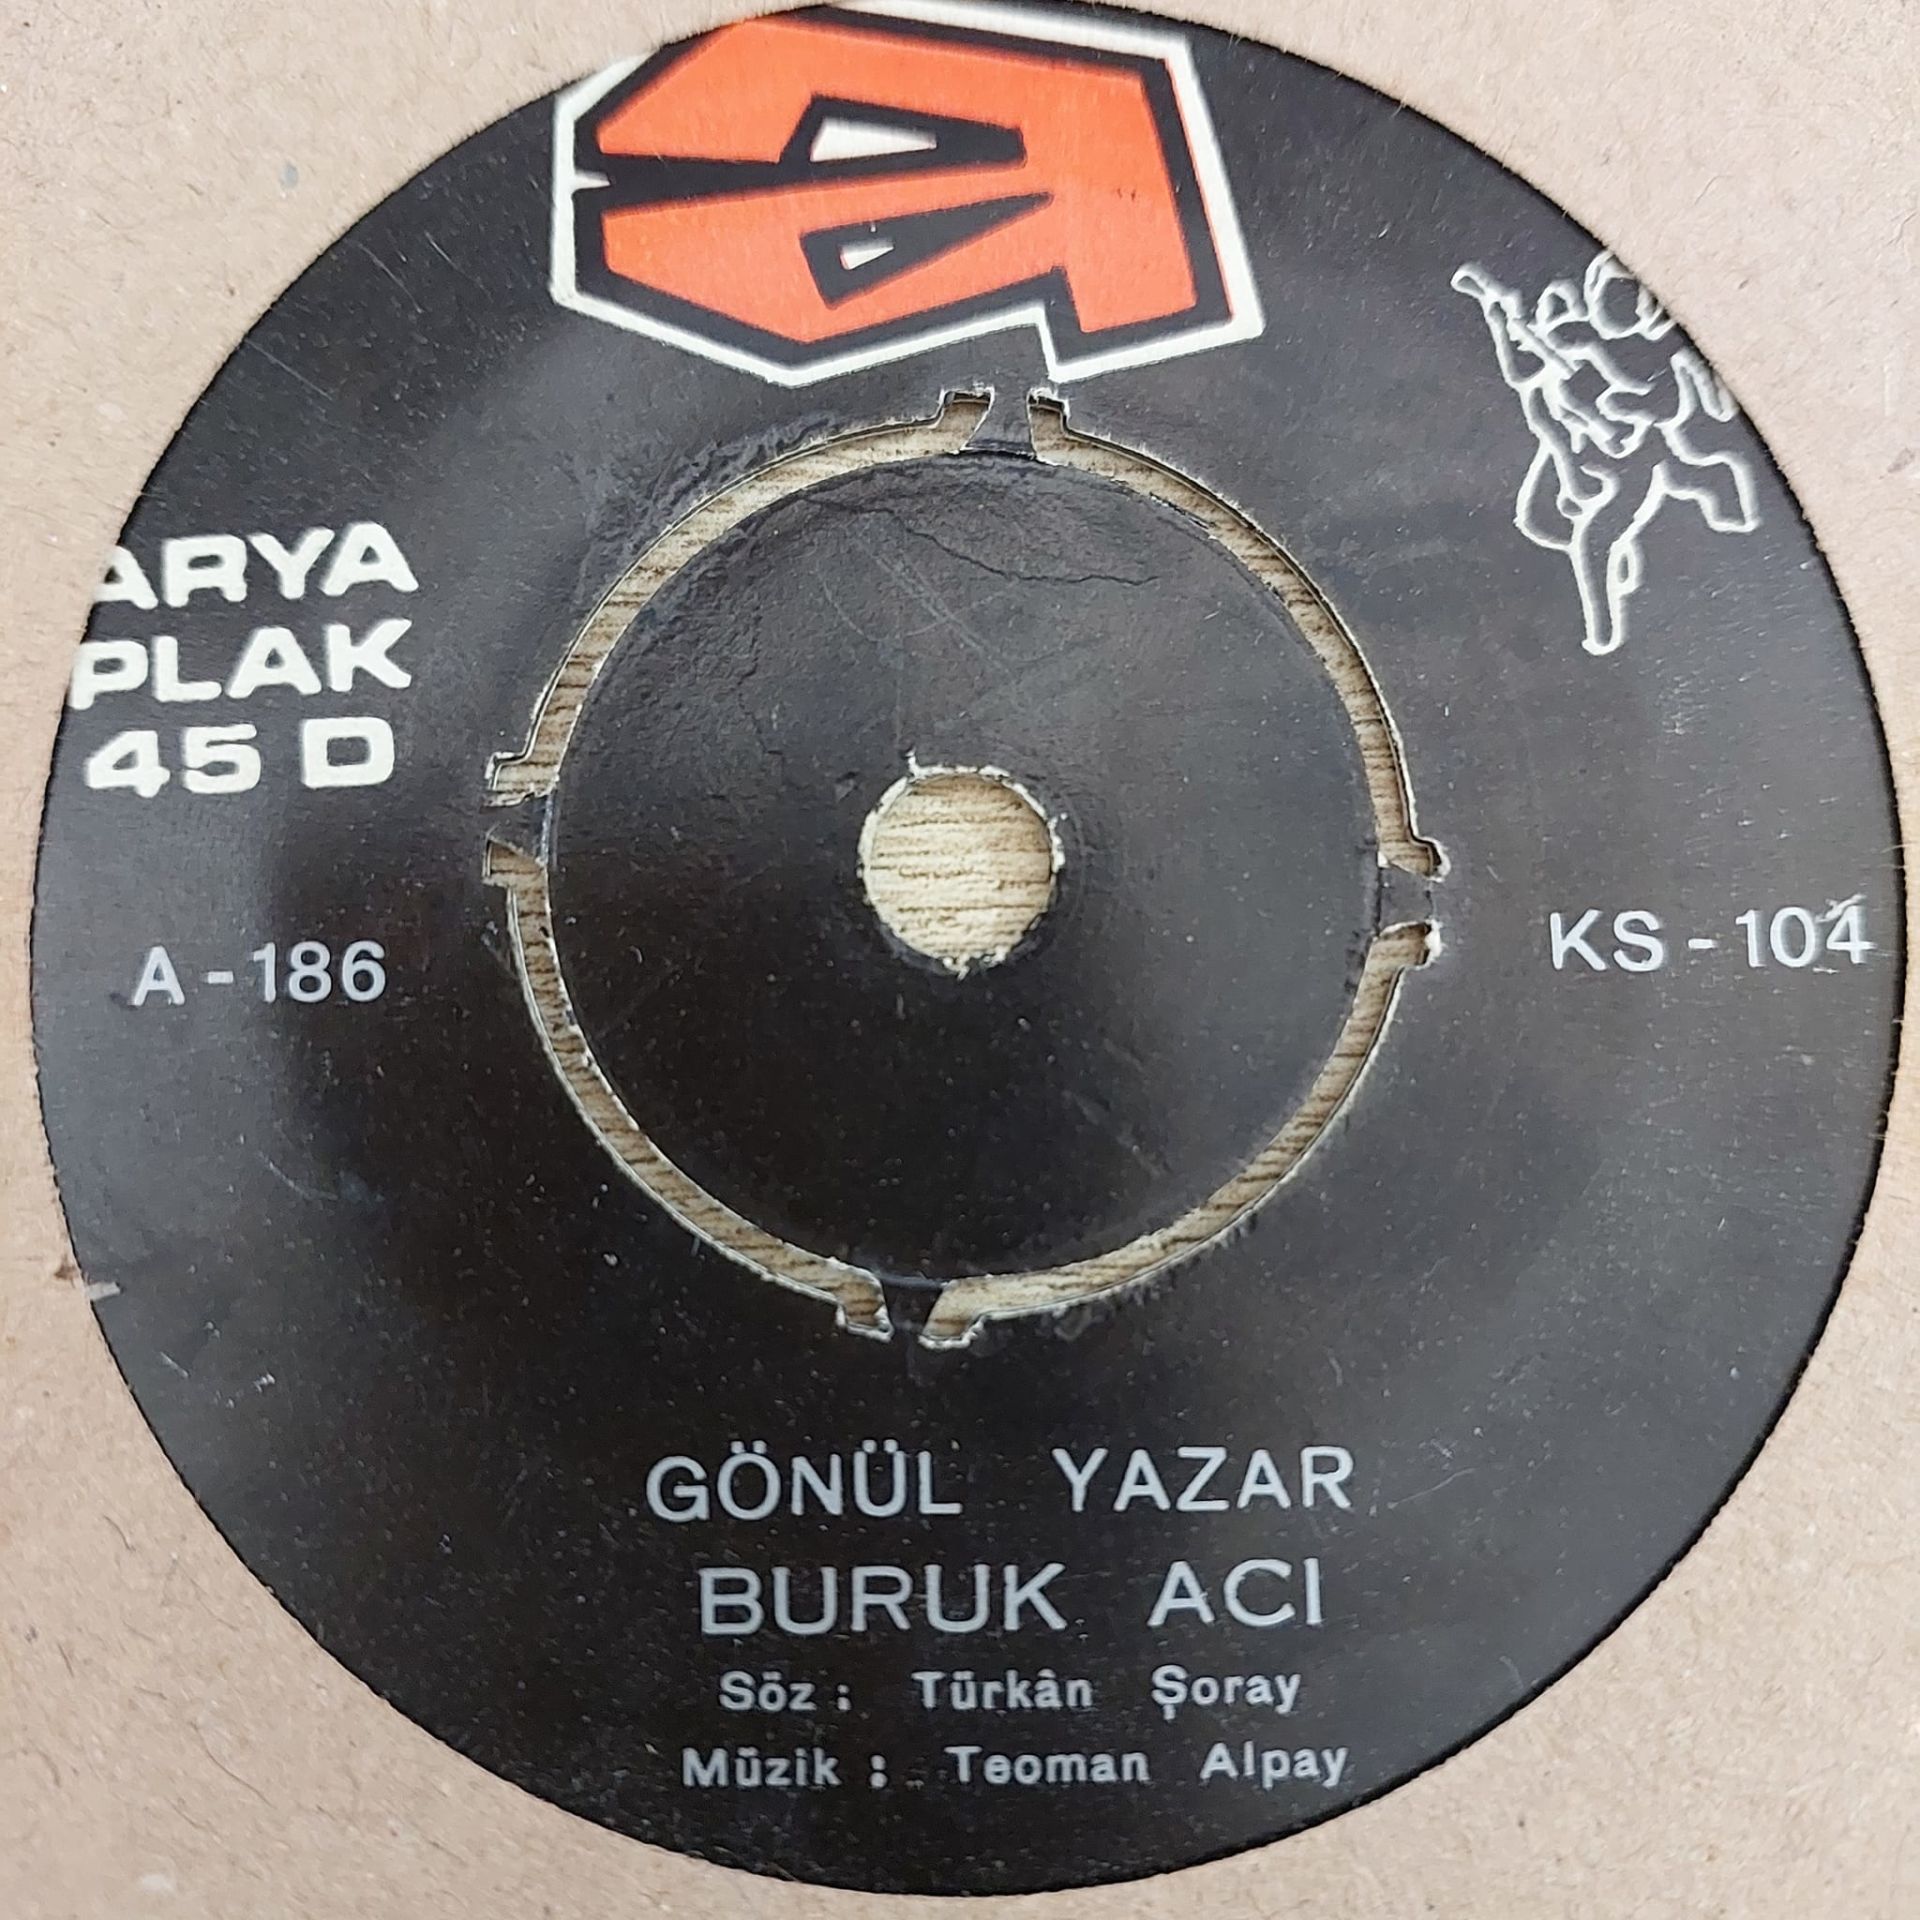 ARYA
PLAK
45 D
A - 186
KS - 104
GÖNÜL YAZAR
BURUK ACI
Söz : Türkân Şoray
Müzik : Teoman Alpay